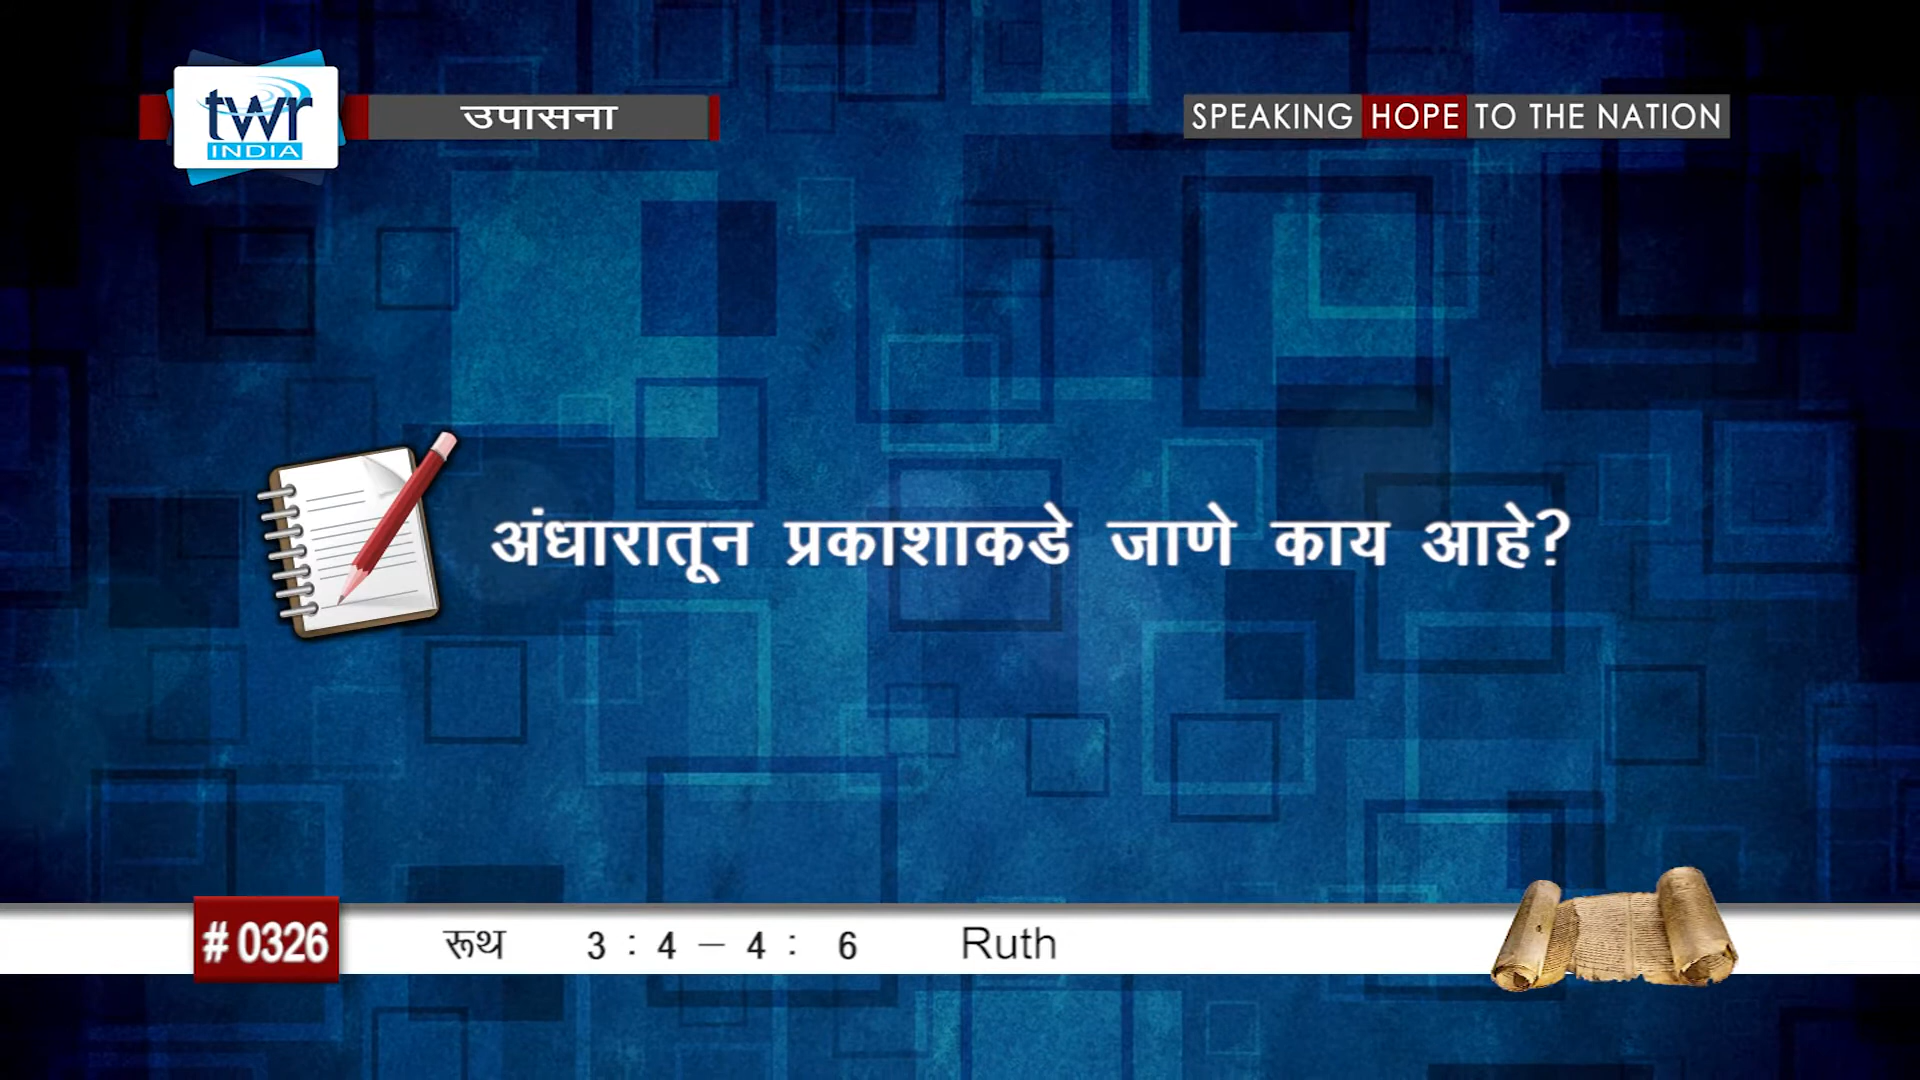 twr
INDIA
उपासना
SPEAKING HOPE TO THE NATION
अंधारातून प्रकाशाकडे जाणे काय आहे?
# 0326 रूथ 3 : 4 – 4 : 6 Ruth